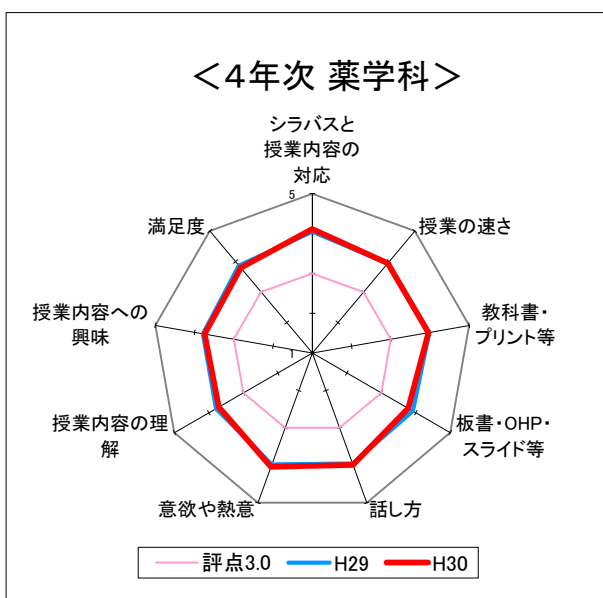 ＜4年次 薬学科＞
シラバスと
授業内容の
対応
5
授業の速さ
教科書・
プリント等
板書・OHP・
スライド等
話し方
意欲や熱意
授業内容の理
解
授業内容への
興味
満足度
1
評点3.0
H29
H30